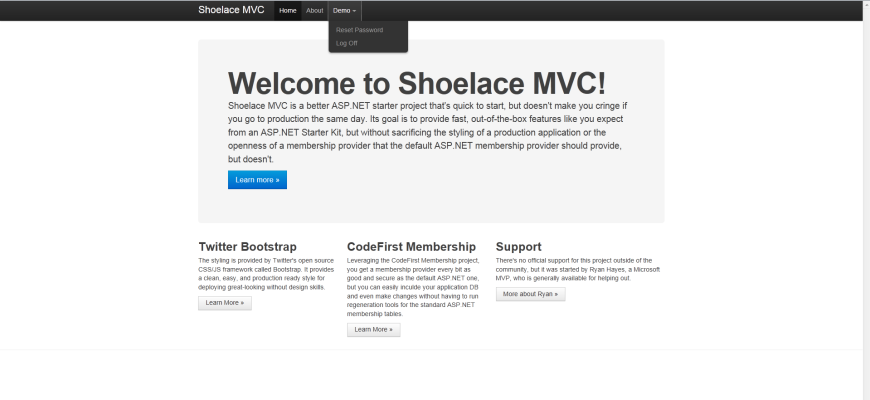 Shoelace MVC Home About Demo
Reset Password
Log Off
Welcome to Shoelace MVC!
Shoelace MVC is a better ASP.NET starter project that's quick to start, but doesn't make you cringe if
you go to production the same day. Its goal is to provide fast, out-of-the-box features like you expect
from an ASP.NET Starter Kit, but without sacrificing the styling of a production application or the
openness of a membership provider that the default ASP.NET membership provider should provide,
but doesn't.
Learn more »
Twitter Bootstrap
The styling is provided by Twitter's open source
CSS/JS framework called Bootstrap. It provides
a clean, easy, and production ready style for
deploying great-looking without design skills.
Learn More »
CodeFirst Membership
Leveraging the CodeFirst Membership project,
you get a membership provider every bit as
good and secure as the default ASP.NET one,
but you can easily inculde your application DB
and even make changes without having to run
regeneration tools for the standard ASP.NET
membership tables.
Learn More »
Support
There's no official support for this project outside of the
community, but it was started by Ryan Hayes, a Microsoft
MVP, who is generally available for helping out.
More about Ryan »